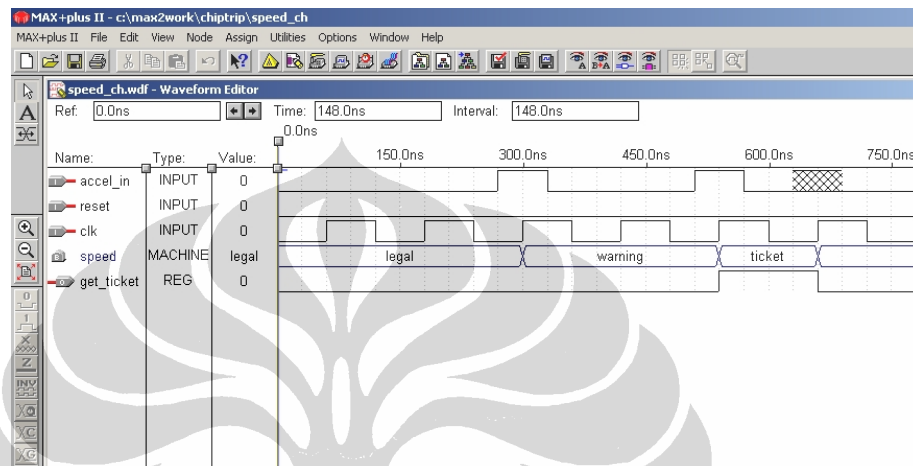 MAX+plus II - c:\max2work\chiptrip\speed_ch
MAX+plus II File Edit View Node Assign Utilities Options Window Help
speed_ch.wdf - Waveform Editor
Ref: 0.0ns Time: 148.0ns Interval: 148.0ns
0.0ns
Name: Type: Value: 150.0ns 300.0ns 450.0ns 600.0ns 750.0ns
accel_in INPUT 0
reset INPUT 0
clk INPUT 0
speed MACHINE legal legal warning ticket
get_ticket REG 0